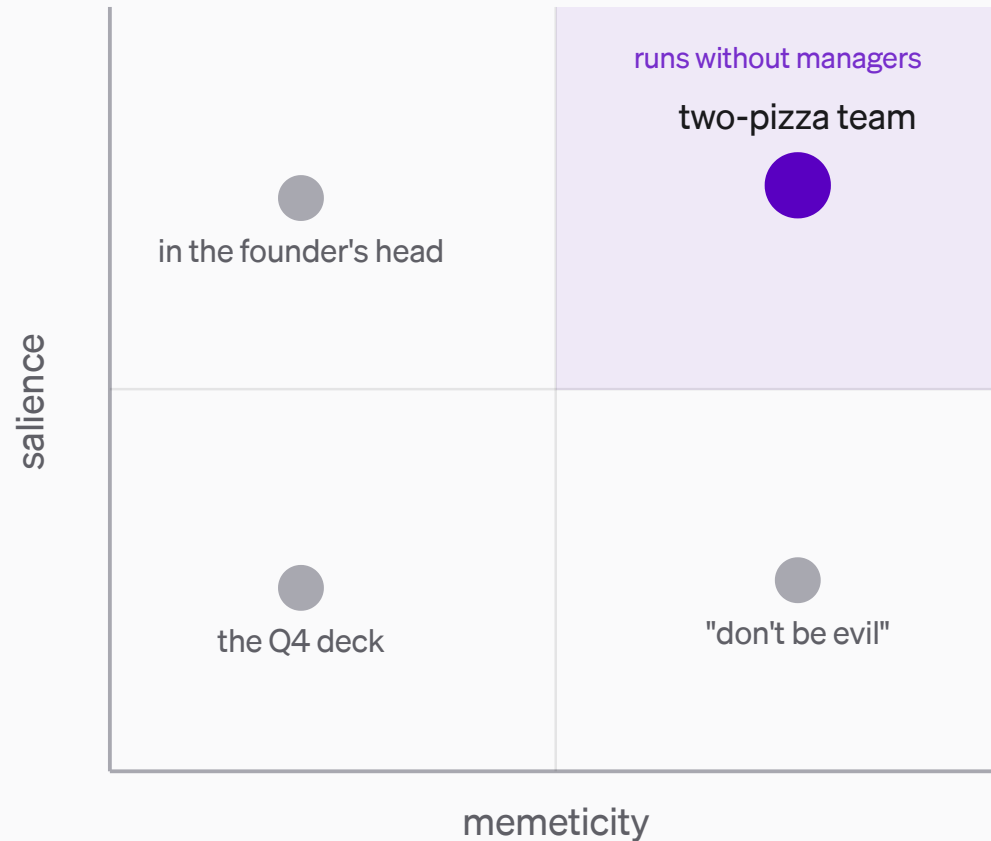 runs without managers
two-pizza team
in the founder's head
salience
the Q4 deck
"don't be evil"
memeticity